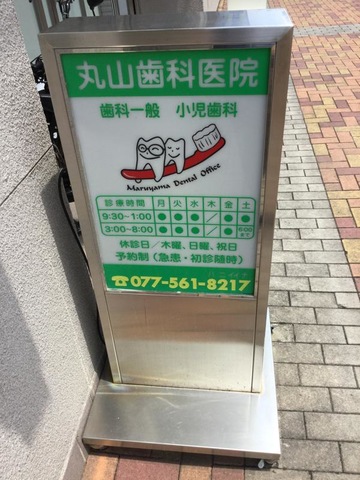 丸山歯科医院
歯科一般 小児歯科
Maruyama Dental Office
診療時間 月 火 水 木 金 土
9:30~1:00 ● ● ● / ● ●
3:00~8:00 ● ● ● / ● 6:00まで
休診日/木曜、日曜、祝日
予約制(急患・初診随時)
☎077-561-8217